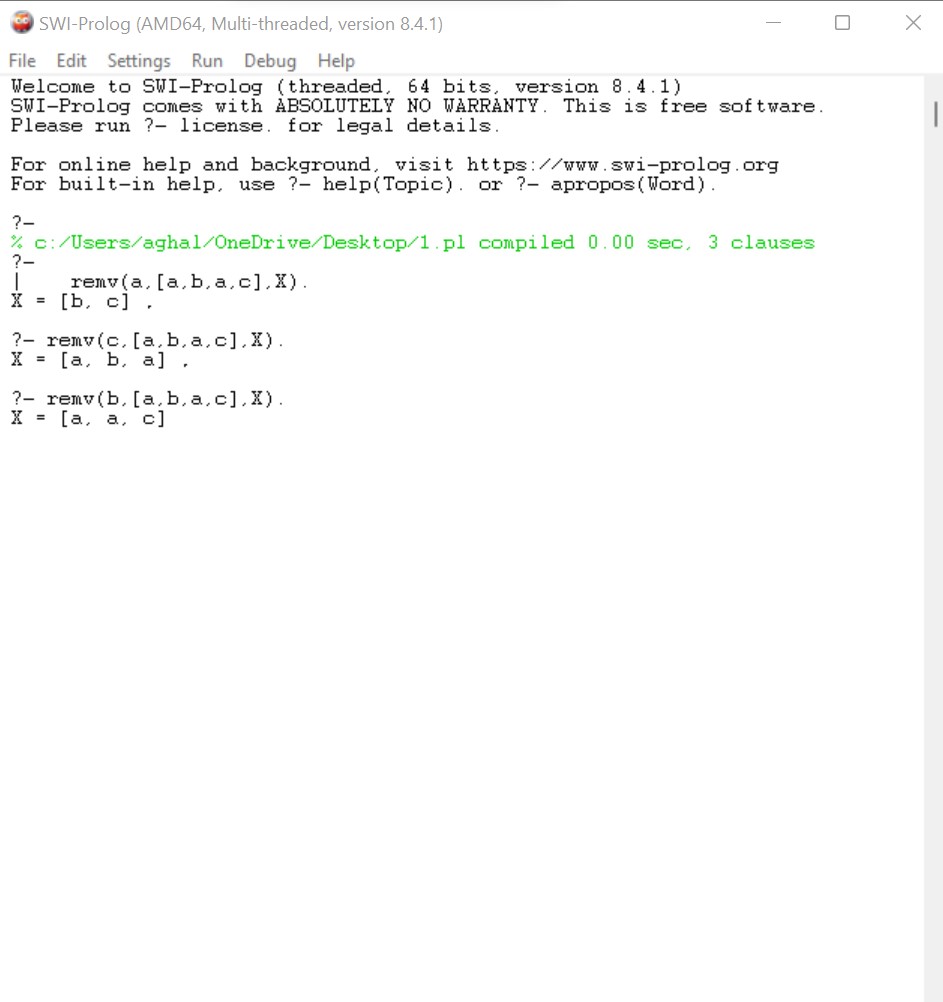 SWI-Prolog (AMD64, Multi-threaded, version 8.4.1)
File Edit Settings Run Debug Help
Welcome to SWI-Prolog (threaded, 64 bits, version 8.4.1)
SWI-Prolog comes with ABSOLUTELY NO WARRANTY. This is free software.
Please run ?- license. for legal details.
For online help and background, visit https://www.swi-prolog.org
For built-in help, use ?- help(Topic). or ?- apropos(Word).
?-
% c:/Users/aghal/OneDrive/Desktop/1.pl compiled 0.00 sec, 3 clauses
?-
|    remv(a,[a,b,a,c],X).
X = [b, c] ,
?- remv(c,[a,b,a,c],X).
X = [a, b, a] ,
?- remv(b,[a,b,a,c],X).
X = [a, a, c]